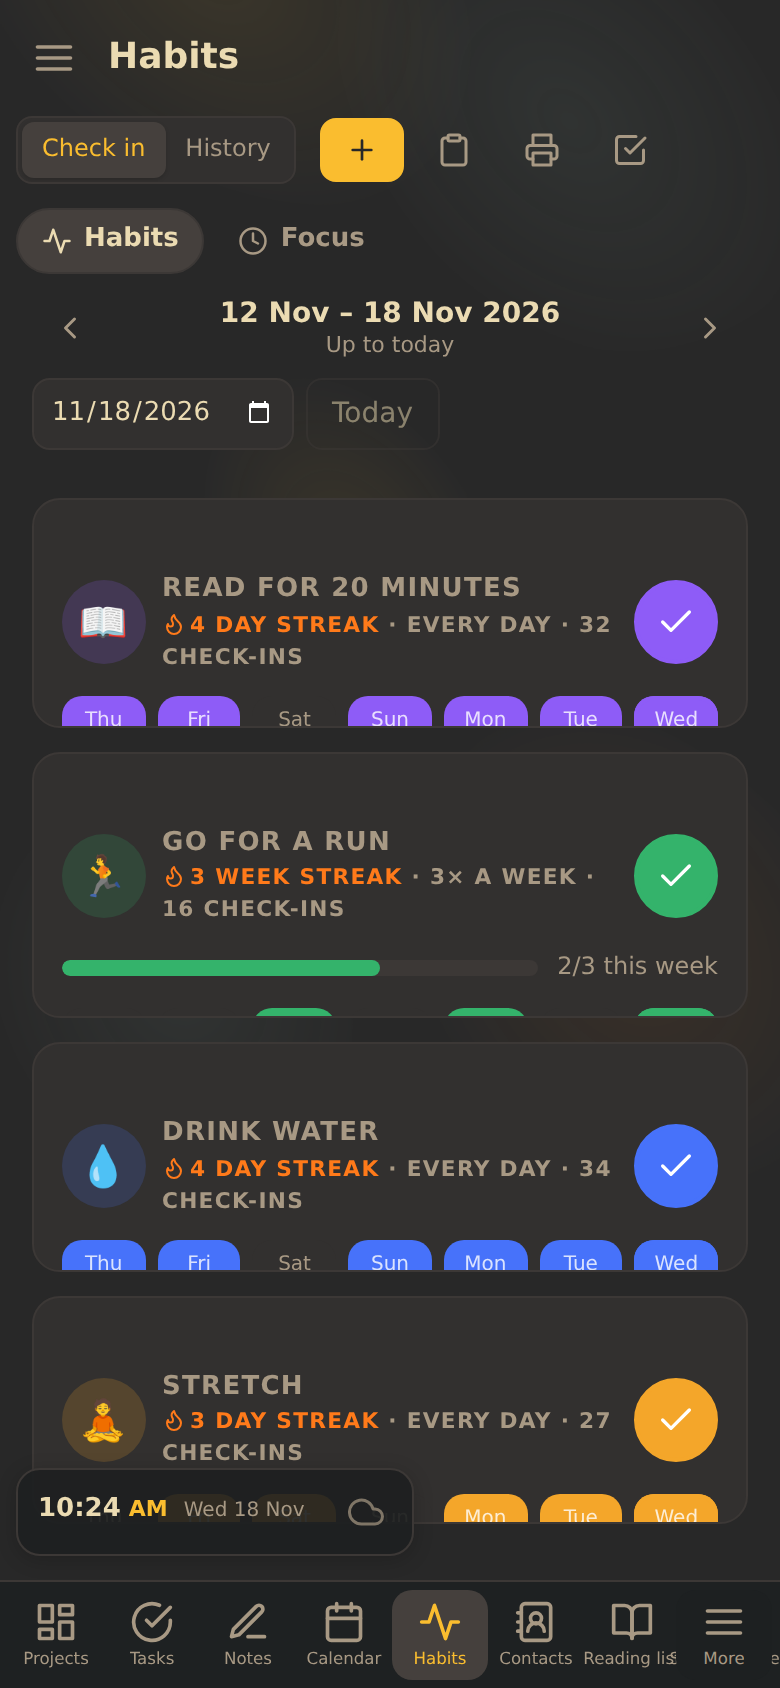 Habits
Check in History
Habits Focus
12 Nov – 18 Nov 2026
Up to today
11/18/2026 Today
READ FOR 20 MINUTES
4 DAY STREAK · EVERY DAY · 32
CHECK-INS
Thu Fri Sat Sun Mon Tue Wed
GO FOR A RUN
3 WEEK STREAK · 3× A WEEK ·
16 CHECK-INS
2/3 this week
DRINK WATER
4 DAY STREAK · EVERY DAY · 34
CHECK-INS
Thu Fri Sat Sun Mon Tue Wed
STRETCH
3 DAY STREAK · EVERY DAY · 27
CHECK-INS
Mon Tue Wed
10:24 AM Wed 18 Nov
Projects Tasks Notes Calendar Habits Contacts Reading lis More